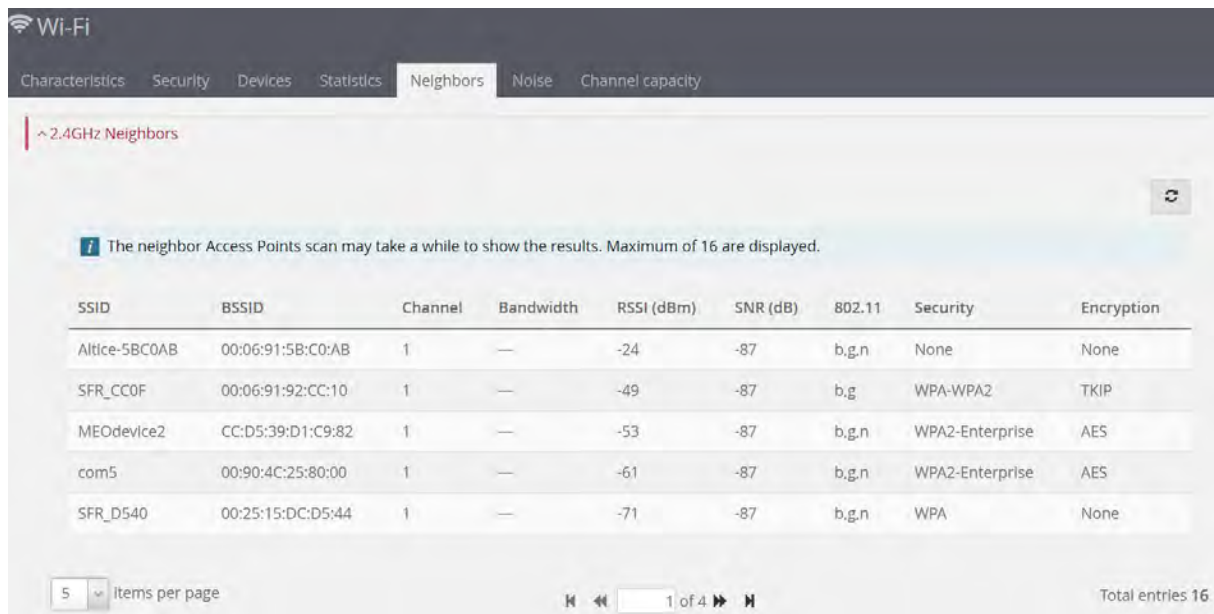 Wi-Fi
Characteristics Security Devices Statistics Neighbors Noise Channel capacity
^ 2.4GHz Neighbors
i The neighbor Access Points scan may take a while to show the results. Maximum of 16 are displayed.
SSID BSSID Channel Bandwidth RSSI (dBm) SNR (dB) 802.11 Security Encryption
Altice-5BC0AB 00:06:91:5B:C0:AB 1 — -24 -87 b,g,n None None
SFR_CC0F 00:06:91:92:CC:10 1 — -49 -87 b,g WPA-WPA2 TKIP
MEOdevice2 CC:D5:39:D1:C9:82 1 — -53 -87 b,g,n WPA2-Enterprise AES
com5 00:90:4C:25:80:00 1 — -61 -87 b,g,n WPA2-Enterprise AES
SFR_D540 00:25:15:DC:D5:44 1 — -71 -87 b,g,n WPA None
5 items per page 1 of 4 Total entries 16